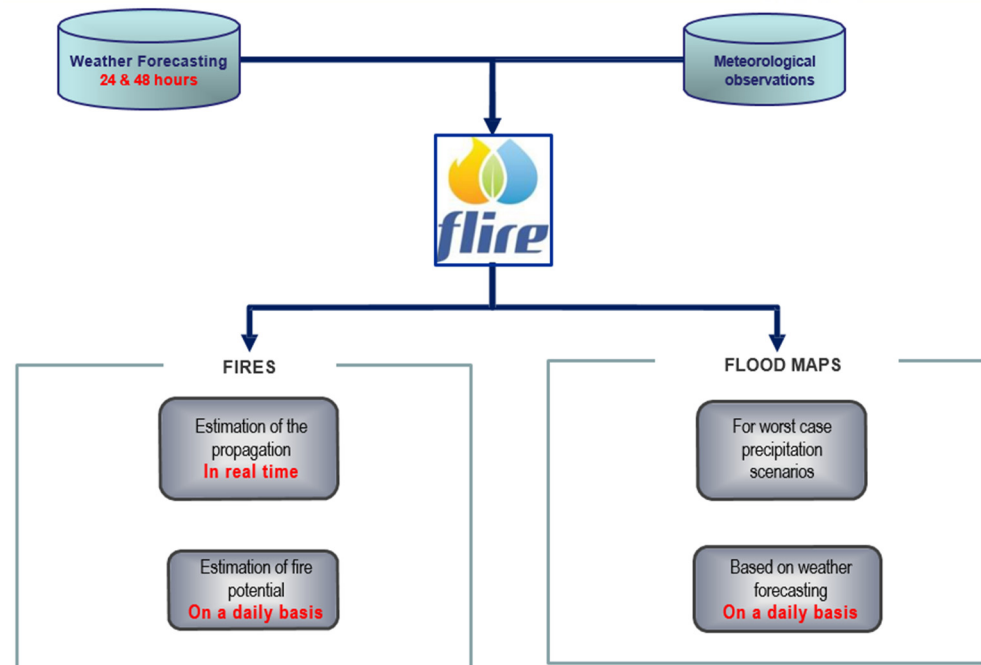 Weather Forecasting
24 & 48 hours
Meteorological
observations
flire
FIRES
FLOOD MAPS
Estimation of the
propagation
In real time
For worst case
precipitation
scenarios
Estimation of fire
potential
On a daily basis
Based on weather
forecasting
On a daily basis